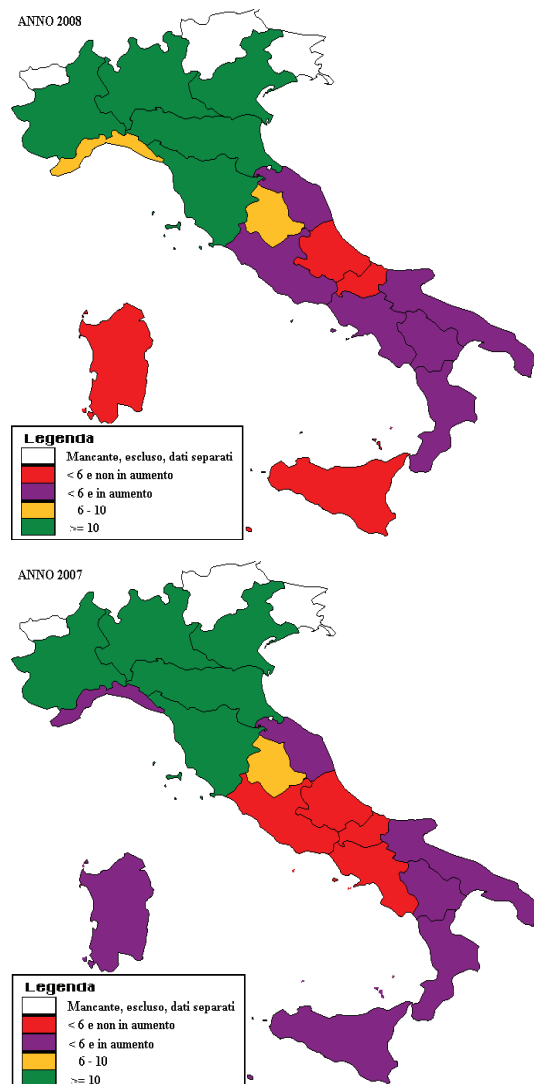 ANNO 2008
Legenda
Mancante, escluso, dati separati
< 6 e non in aumento
< 6 e in aumento
6 - 10
>= 10
ANNO 2007
Legenda
Mancante, escluso, dati separati
< 6 e non in aumento
< 6 e in aumento
6 - 10
>= 10